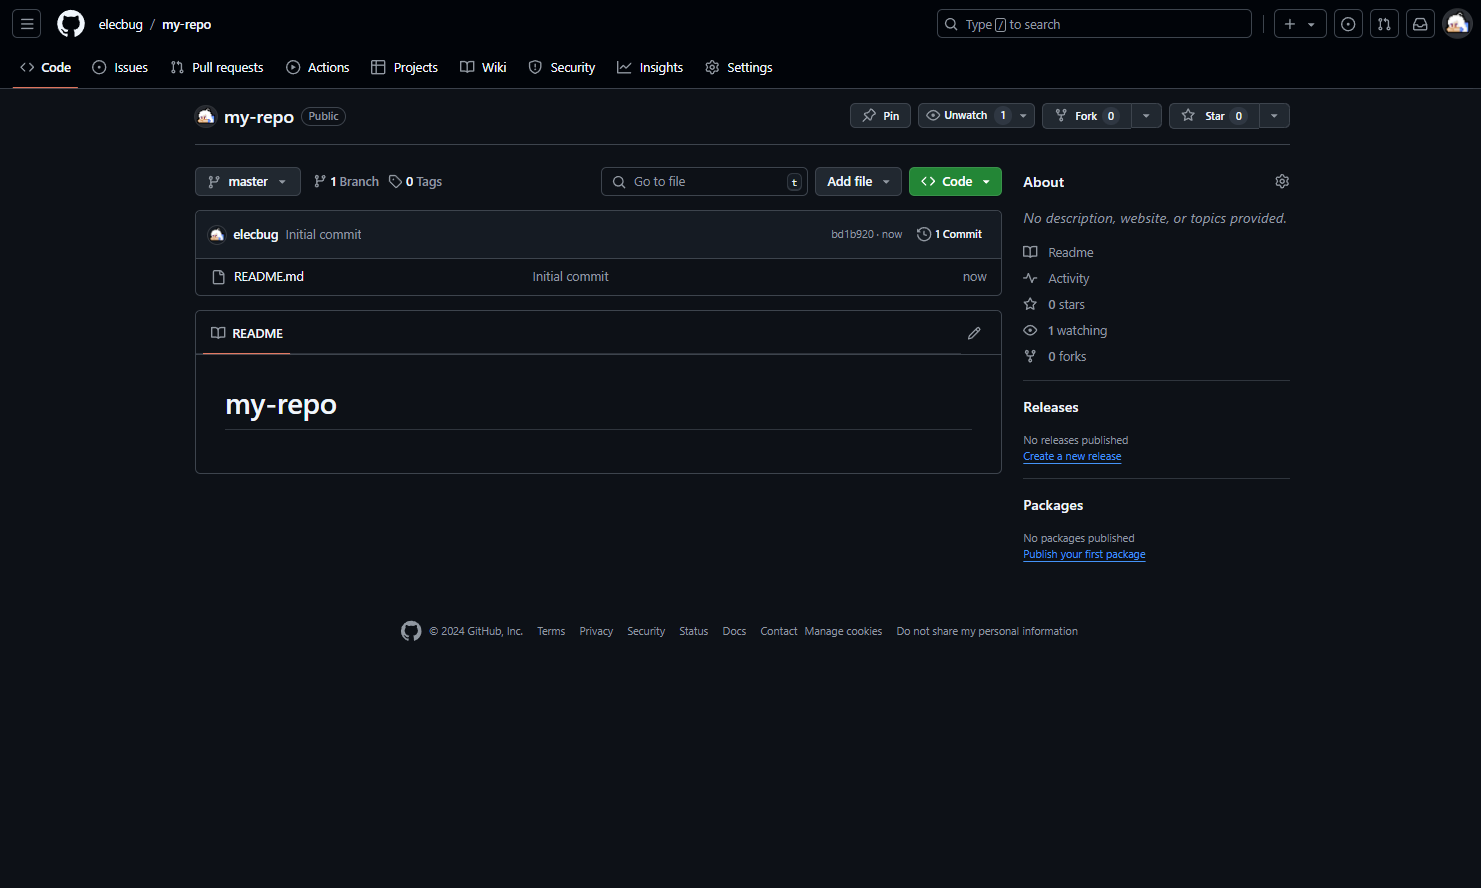 elecbug / my-repo
Type / to search
Code Issues Pull requests Actions Projects Wiki Security Insights Settings
my-repo Public
Pin Unwatch 1 Fork 0 Star 0
master 1 Branch 0 Tags Go to file t Add file Code
elecbug Initial commit bd1b920 · now 1 Commit
README.md Initial commit now
README
my-repo
About
No description, website, or topics provided.
Readme
Activity
0 stars
1 watching
0 forks
Releases
No releases published
Create a new release
Packages
No packages published
Publish your first package
© 2024 GitHub, Inc. Terms Privacy Security Status Docs Contact Manage cookies Do not share my personal information